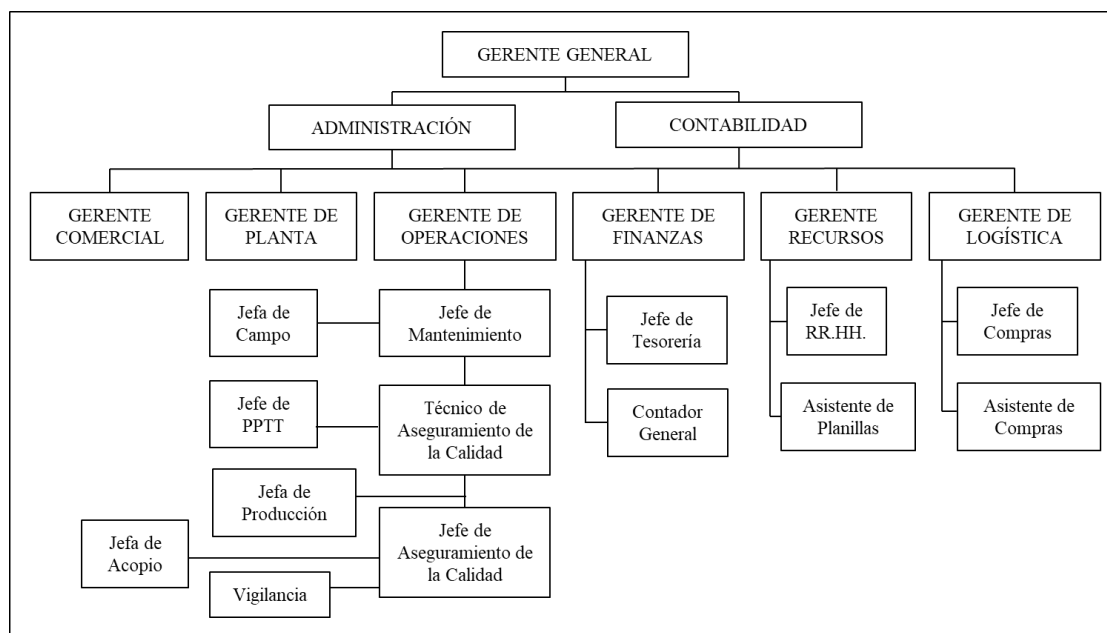 GERENTE GENERAL
ADMINISTRACIÓN
CONTABILIDAD
GERENTE
COMERCIAL
GERENTE DE
PLANTA
GERENTE DE
OPERACIONES
GERENTE DE
FINANZAS
GERENTE
RECURSOS
GERENTE DE
LOGÍSTICA
Jefa de
Campo
Jefe de
Mantenimiento
Jefe de
Tesorería
Jefe de
RR.HH.
Jefe de
Compras
Jefe de
PPTT
Técnico de
Aseguramiento de
la Calidad
Contador
General
Asistente de
Planillas
Asistente de
Compras
Jefa de
Producción
Jefa de
Acopio
Jefe de
Aseguramiento de
la Calidad
Vigilancia